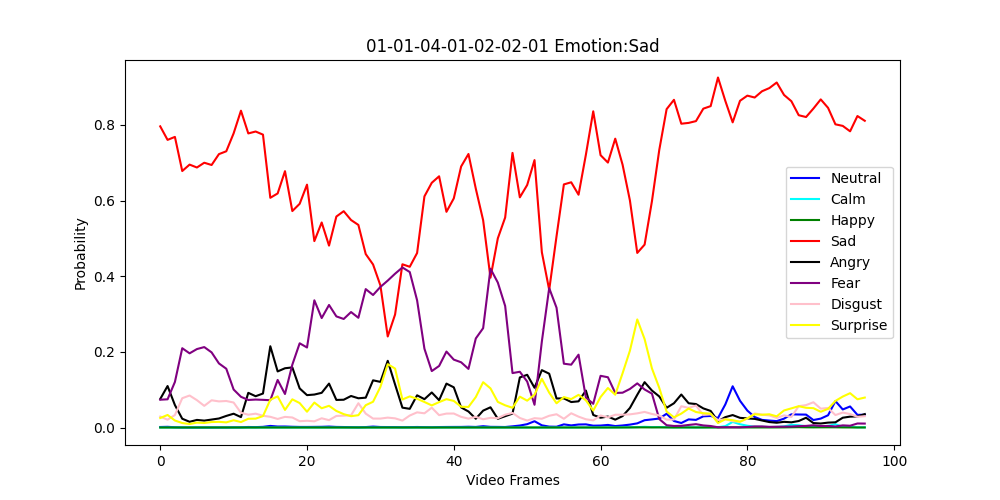 01-01-04-01-02-02-01 Emotion:Sad
Probability
0.8
0.6
0.4
0.2
0.0
0
20
40
60
80
100
Video Frames
Neutral
Calm
Happy
Sad
Angry
Fear
Disgust
Surprise